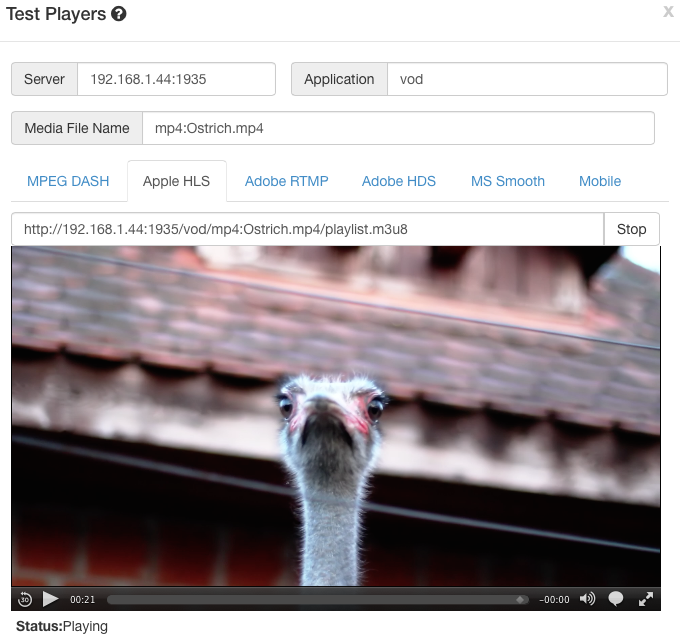 Test Players ? x
Server 192.168.1.44:1935 Application vod
Media File Name mp4:Ostrich.mp4
MPEG DASH Apple HLS Adobe RTMP Adobe HDS MS Smooth Mobile
http://192.168.1.44:1935/vod/mp4:Ostrich.mp4/playlist.m3u8 Stop
30 00:21 -00:00
Status:Playing